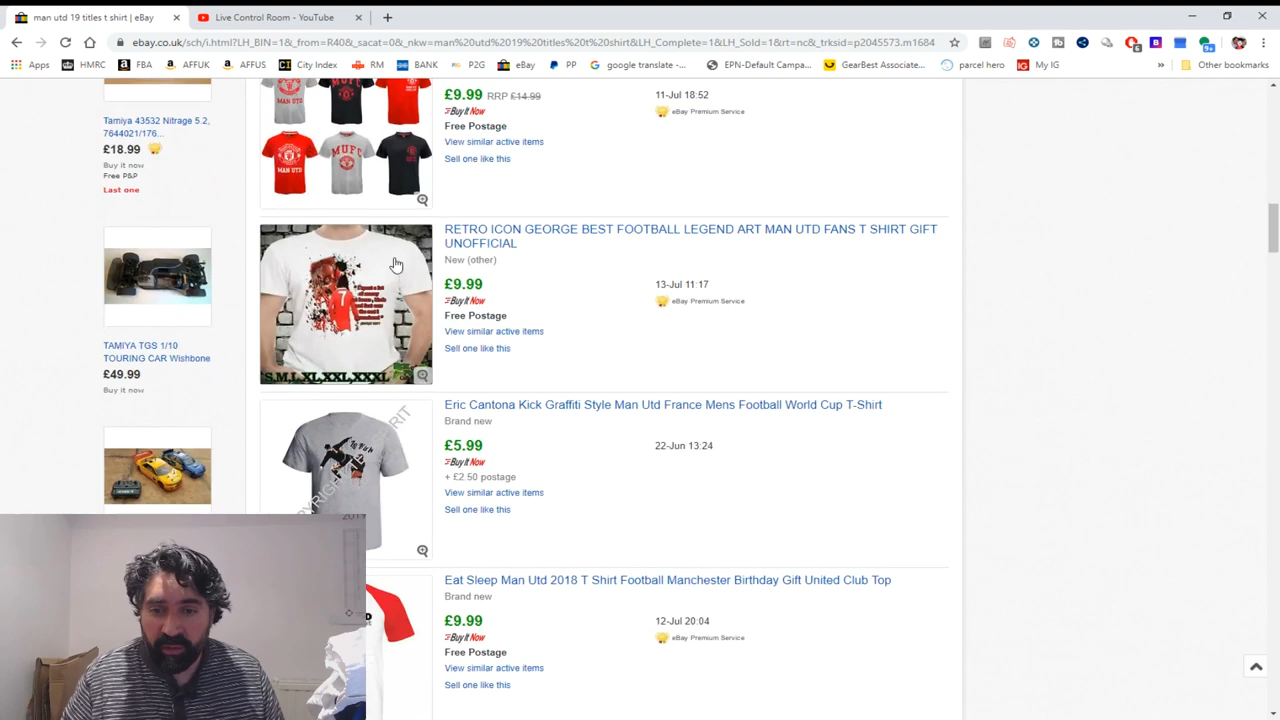 man utd 19 titles t shirt | eBay
Live Control Room - YouTube
ebay.co.uk/sch/i.html?LH_BIN=1&_from=R40&_sacat=0&_nkw=man%20utd%2019%20titles%20t%20shirt&LH_Complete=1&LH_Sold=1&rt=nc&_trksid=p2045573.m1684
Apps HMRC FBA AFFUK AFFUS City Index RM BANK P2G eBay PP google translate -... EPN-Default Campa... GearBest Associate... parcel hero My IG » Other bookmarks
Tamiya 43532 Nitrage 5.2,
7644021/176...
£18.99
Buy it now
Free P&P
Last one
TAMIYA TGS 1/10
TOURING CAR Wishbone
£49.99
Buy it now
MUFC
MAN UTD
£9.99 RRP £14.99
Buy It Now
Free Postage
View similar active items
Sell one like this
11-Jul 18:52
eBay Premium Service
RETRO ICON GEORGE BEST FOOTBALL LEGEND ART MAN UTD FANS T SHIRT GIFT
UNOFFICIAL
New (other)
£9.99
Buy It Now
Free Postage
View similar active items
Sell one like this
13-Jul 11:17
eBay Premium Service
7
S,M,L,XL,XXL,XXXL
Eric Cantona Kick Graffiti Style Man Utd France Mens Football World Cup T-Shirt
Brand new
£5.99
Buy It Now
+ £2.50 postage
View similar active items
Sell one like this
22-Jun 13:24
Eat Sleep Man Utd 2018 T Shirt Football Manchester Birthday Gift United Club Top
Brand new
£9.99
Buy It Now
Free Postage
View similar active items
Sell one like this
12-Jul 20:04
eBay Premium Service
2019